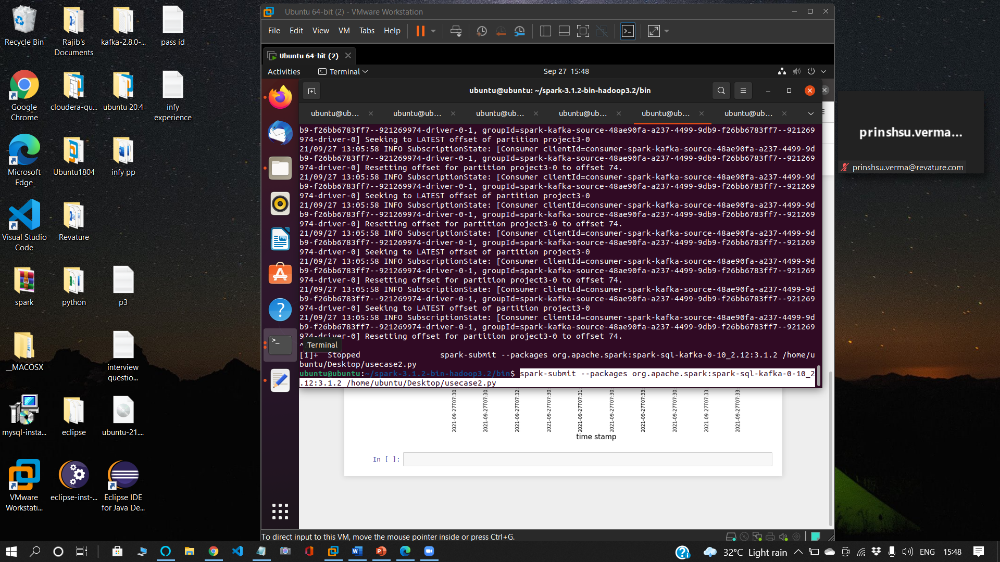 Recycle Bin
Rajib's
Documents
kafka-2.8.0-...
pass id
Google
Chrome
cloudera-qu...
ubuntu 20.4
infy
experience
Microsoft
Edge
Ubuntu1804
infy pp
Visual Studio
Code
Revature
spark
python
p3
__MACOSX
interview
questio...
mysql-insta...
eclipse
ubuntu-21....
VMware
Workstati...
eclipse-inst-...
Eclipse IDE
for Java De...
Ubuntu 64-bit (2) - VMware Workstation
File Edit View VM Tabs Help
Ubuntu 64-bit (2)
Activities Terminal Sep 27 15:48
ubuntu@ubuntu: ~/spark-3.1.2-bin-hadoop3.2/bin
ubuntu@ub... ubuntu@ub... ubuntu@ub... ubuntu@ub... ubuntu@ub... ubuntu@ub...
b9-f26bb6783ff7--921269974-driver-0-1, groupId=spark-kafka-source-48ae90fa-a237-4499-9db9-f26bb6783ff7--921269
974-driver-0] Seeking to LATEST offset of partition project3-0
21/09/27 13:05:58 INFO SubscriptionState: [Consumer clientId=consumer-spark-kafka-source-48ae90fa-a237-4499-9d
b9-f26bb6783ff7--921269974-driver-0-1, groupId=spark-kafka-source-48ae90fa-a237-4499-9db9-f26bb6783ff7--921269
974-driver-0] Resetting offset for partition project3-0 to offset 74.
21/09/27 13:05:58 INFO SubscriptionState: [Consumer clientId=consumer-spark-kafka-source-48ae90fa-a237-4499-9d
b9-f26bb6783ff7--921269974-driver-0-1, groupId=spark-kafka-source-48ae90fa-a237-4499-9db9-f26bb6783ff7--921269
974-driver-0] Seeking to LATEST offset of partition project3-0
21/09/27 13:05:58 INFO SubscriptionState: [Consumer clientId=consumer-spark-kafka-source-48ae90fa-a237-4499-9d
b9-f26bb6783ff7--921269974-driver-0-1, groupId=spark-kafka-source-48ae90fa-a237-4499-9db9-f26bb6783ff7--921269
974-driver-0] Resetting offset for partition project3-0 to offset 74.
21/09/27 13:05:58 INFO SubscriptionState: [Consumer clientId=consumer-spark-kafka-source-48ae90fa-a237-4499-9d
b9-f26bb6783ff7--921269974-driver-0-1, groupId=spark-kafka-source-48ae90fa-a237-4499-9db9-f26bb6783ff7--921269
974-driver-0] Seeking to LATEST offset of partition project3-0
21/09/27 13:05:58 INFO SubscriptionState: [Consumer clientId=consumer-spark-kafka-source-48ae90fa-a237-4499-9d
b9-f26bb6783ff7--921269974-driver-0-1, groupId=spark-kafka-source-48ae90fa-a237-4499-9db9-f26bb6783ff7--921269
974-driver-0] Resetting offset for partition project3-0 to offset 74.
21/09/27 13:05:58 INFO SubscriptionState: [Consumer clientId=consumer-spark-kafka-source-48ae90fa-a237-4499-9d
b9-f26bb6783ff7--921269974-driver-0-1, groupId=spark-kafka-source-48ae90fa-a237-4499-9db9-f26bb6783ff7--921269
974-driver-0] Seeking to LATEST offset of partition project3-0
21/09/27 13:05:58 INFO SubscriptionState: [Consumer clientId=consumer-spark-kafka-source-48ae90fa-a237-4499-9d
b9-f26bb6783ff7--921269974-driver-0-1, groupId=spark-kafka-source-48ae90fa-a237-4499-9db9-f26bb6783ff7--921269
974-driver-0] Resetting offset for partition project3-0 to offset 74.
^
Terminal
[1]+ Stopped spark-submit --packages org.apache.spark:spark-sql-kafka-0-10_2.12:3.1.2 /home/u
buntu/Desktop/usecase2.py
ubuntu@ubuntu:~/spark-3.1.2-bin-hadoop3.2/bin$ spark-submit --packages org.apache.spark:spark-sql-kafka-0-10_2
.12:3.1.2 /home/ubuntu/Desktop/usecase2.py
2021-09-27T07:30:
2021-09-27T07:30:
2021-09-27T07:32:
2021-09-27T07:30:
2021-09-27T07:31:
2021-09-27T07:30:
2021-09-27T07:33:
2021-09-27T07:30:
2021-09-27T07:33:
2021-09-27T07:33:
time stamp
In [ ]:
To direct input to this VM, move the mouse pointer inside or press Ctrl+G.
prinshsu.verma...
prinshsu.verma@revature.com
32°C Light rain ENG 15:48